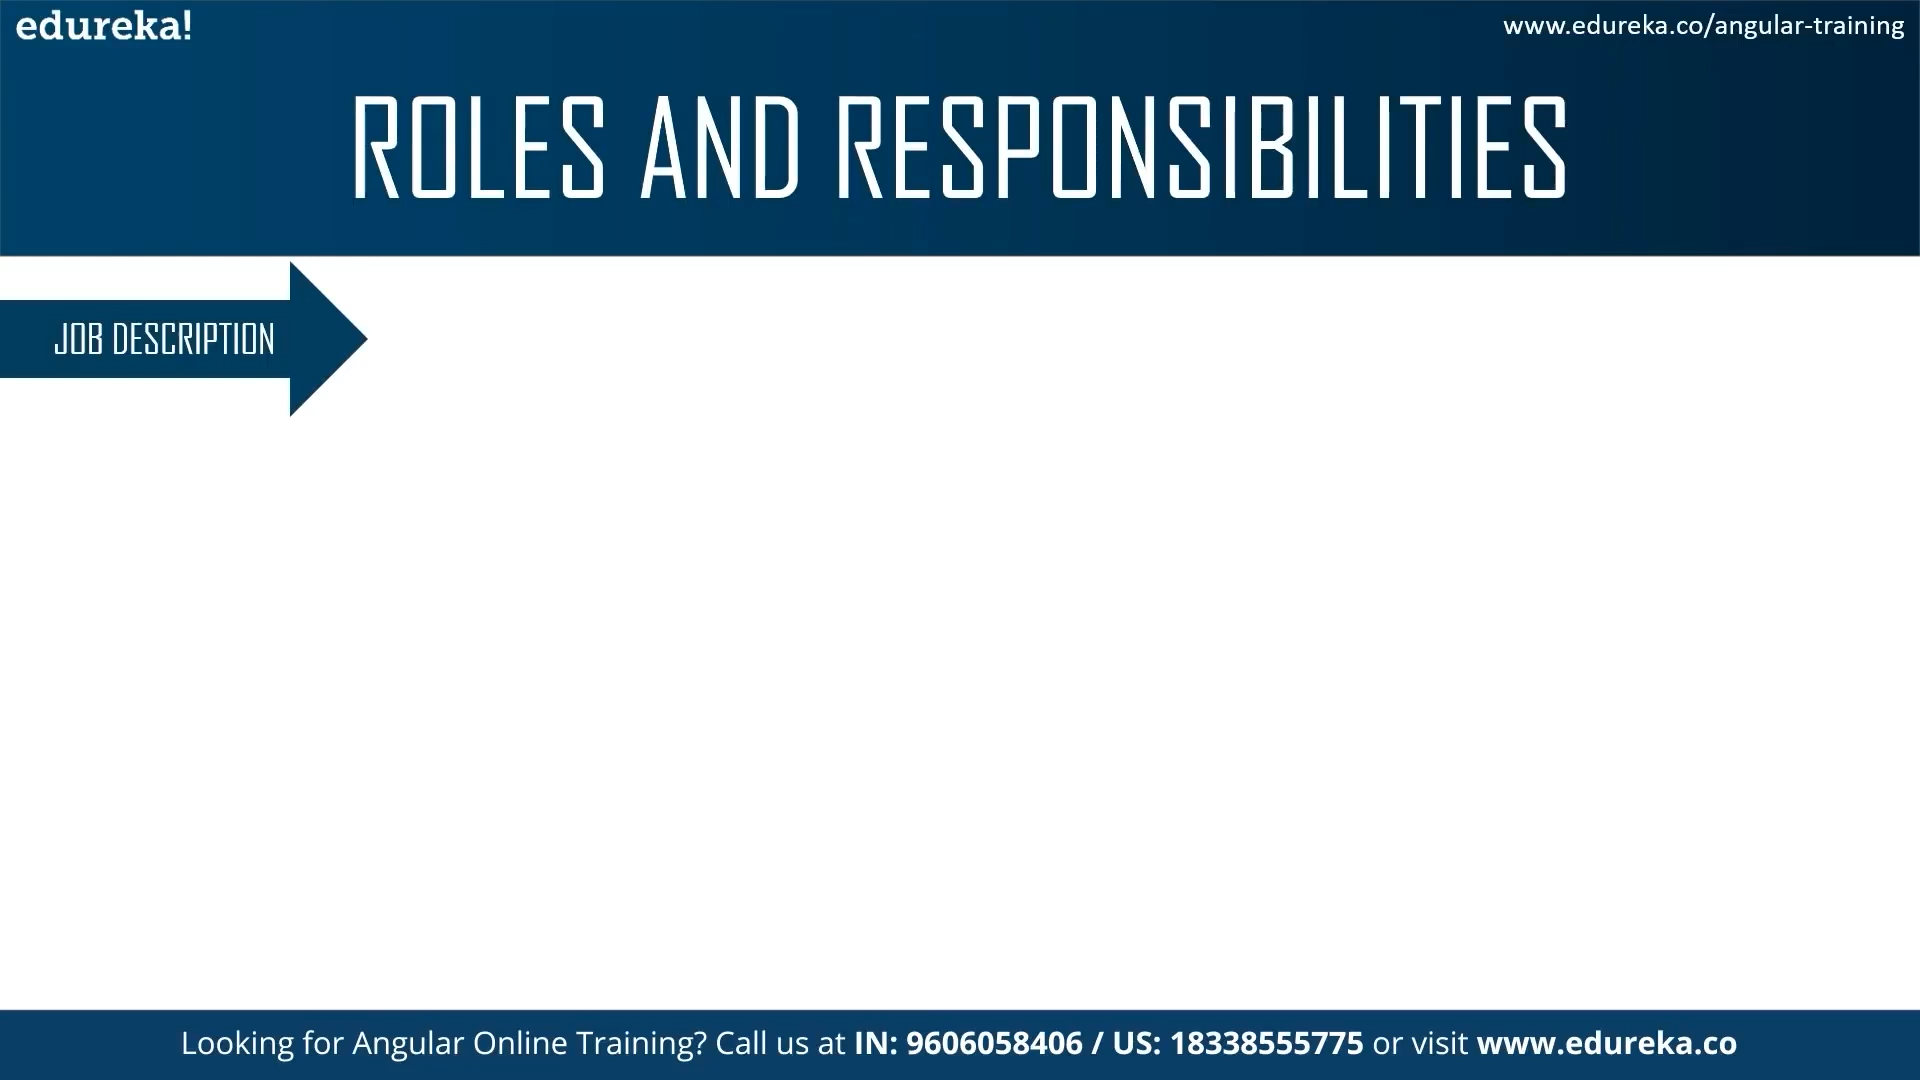 edureka!
www.edureka.co/angular-training
ROLES AND RESPONSIBILITIES
JOB DESCRIPTION
Looking for Angular Online Training? Call us at IN: 9606058406 / US: 18338555775 or visit www.edureka.co